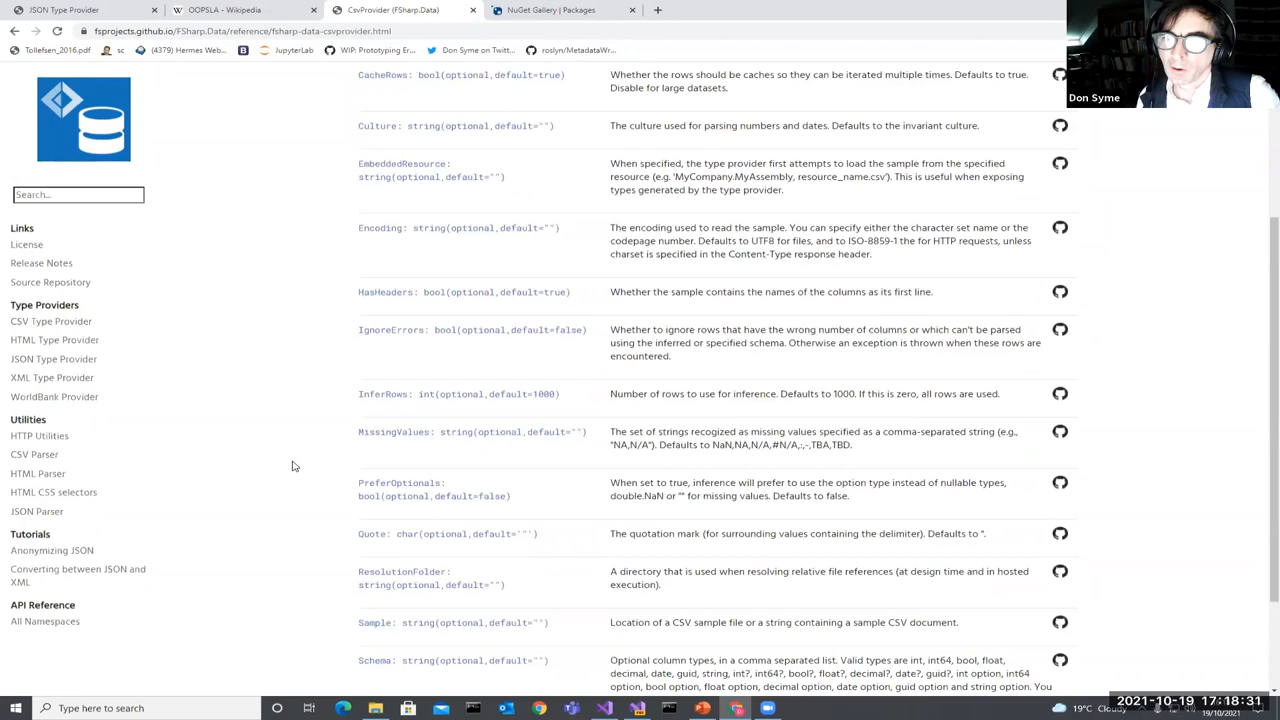 JSON Type Provider
OOPSLA - Wikipedia
CsvProvider (FSharp.Data)
NuGet Gallery | Packages
fsprojects.github.io/FSharp.Data/reference/fsharp-data-csvprovider.html
Tollefsen_2016.pdf
sc
(4379) Hermes Web...
JupyterLab
WIP: Prototyping Er...
Don Syme on Twitt...
roslyn/MetadataWr...
Don Syme
Search...
Links
License
Release Notes
Source Repository
Type Providers
CSV Type Provider
HTML Type Provider
JSON Type Provider
XML Type Provider
WorldBank Provider
Utilities
HTTP Utilities
CSV Parser
HTML Parser
HTML CSS selectors
JSON Parser
Tutorials
Anonymizing JSON
Converting between JSON and
XML
API Reference
All Namespaces
CacheRows: bool(optional,default=true)
Whether the rows should be caches so they can be iterated multiple times. Defaults to true.
Disable for large datasets.
Culture: string(optional,default="")
The culture used for parsing numbers and dates. Defaults to the invariant culture.
EmbeddedResource:
string(optional,default="")
When specified, the type provider first attempts to load the sample from the specified
resource (e.g. 'MyCompany.MyAssembly, resource_name.csv'). This is useful when exposing
types generated by the type provider.
Encoding: string(optional,default="")
The encoding used to read the sample. You can specify either the character set name or the
codepage number. Defaults to UTF8 for files, and to ISO-8859-1 the for HTTP requests, unless
charset is specified in the Content-Type response header.
HasHeaders: bool(optional,default=true)
Whether the sample contains the names of the columns as its first line.
IgnoreErrors: bool(optional,default=false)
Whether to ignore rows that have the wrong number of columns or which can't be parsed
using the inferred or specified schema. Otherwise an exception is thrown when these rows are
encountered.
InferRows: int(optional,default=1000)
Number of rows to use for inference. Defaults to 1000. If this is zero, all rows are used.
MissingValues: string(optional,default="")
The set of strings recogized as missing values specified as a comma-separated string (e.g.,
"NA,N/A"). Defaults to NaN,NA,N/A,#N/A,:,-,TBA,TBD.
PreferOptionals:
bool(optional,default=false)
When set to true, inference will prefer to use the option type instead of nullable types,
double.NaN or "" for missing values. Defaults to false.
Quote: char(optional,default='"')
The quotation mark (for surrounding values containing the delimiter). Defaults to ".
ResolutionFolder:
string(optional,default="")
A directory that is used when resolving relative file references (at design time and in hosted
execution).
Sample: string(optional,default="")
Location of a CSV sample file or a string containing a sample CSV document.
Schema: string(optional,default="")
Optional column types, in a comma separated list. Valid types are int, int64, bool, float,
decimal, date, guid, string, int?, int64?, bool?, float?, decimal?, date?, guid?, int option, int64
option, bool option, float option, decimal option, date option, guid option and string option. You
Type here to search
19°C Cloudy
2021-10-19 17:18:31
19/10/2021